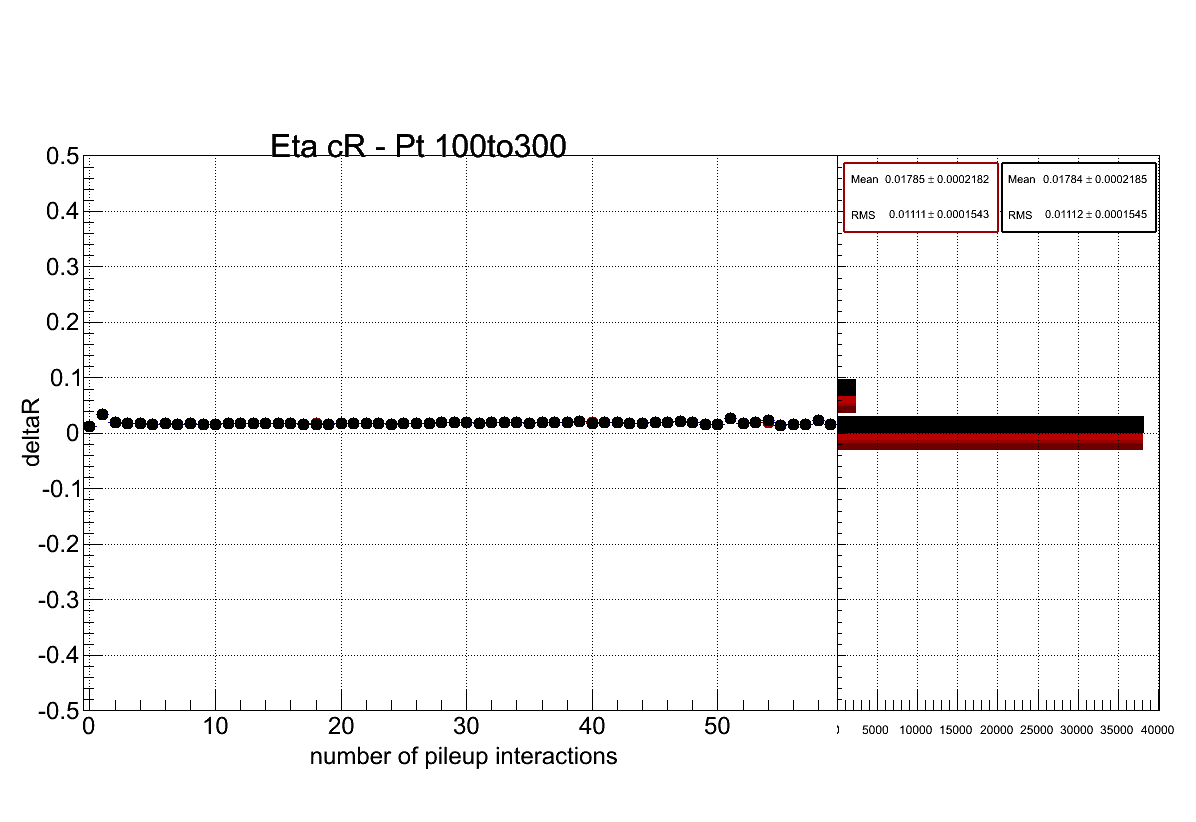 Eta cR - Pt 100to300
0.5
0.4
0.3
0.2
0.1
0
-0.1
-0.2
-0.3
-0.4
-0.5
deltaR
0 10 20 30 40 50
number of pileup interactions
Mean 0.01785 ± 0.0002182
RMS 0.01111 ± 0.0001543
Mean 0.01784 ± 0.0002185
RMS 0.01112 ± 0.0001545
5000 10000 15000 20000 25000 30000 35000 40000